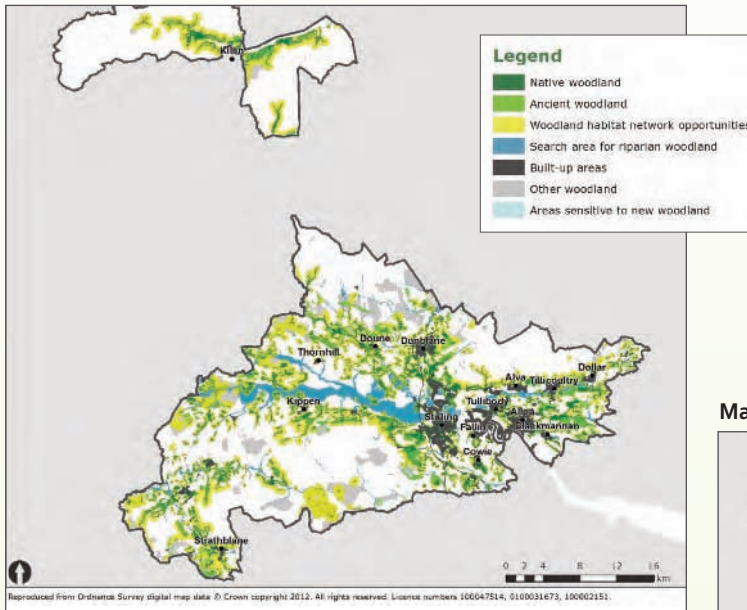 Killin
Legend
Native woodland
Ancient woodland
Woodland habitat network opportunities
Search area for riparian woodland
Built-up areas
Other woodland
Areas sensitive to new woodland
Doune
Dunblane
Thornhill
Dollar
Alva
Tillicoultry
Kippen
Tullibody
Stirling
Alloa
Fallin
Clackmannan
Cowie
Strathblane
Ma
0 2 4 8 12 16
km
Reproduced from Ordnance Survey digital map data © Crown copyright 2012. All rights reserved. Licence numbers 100047514, 0100031673, 100002151.